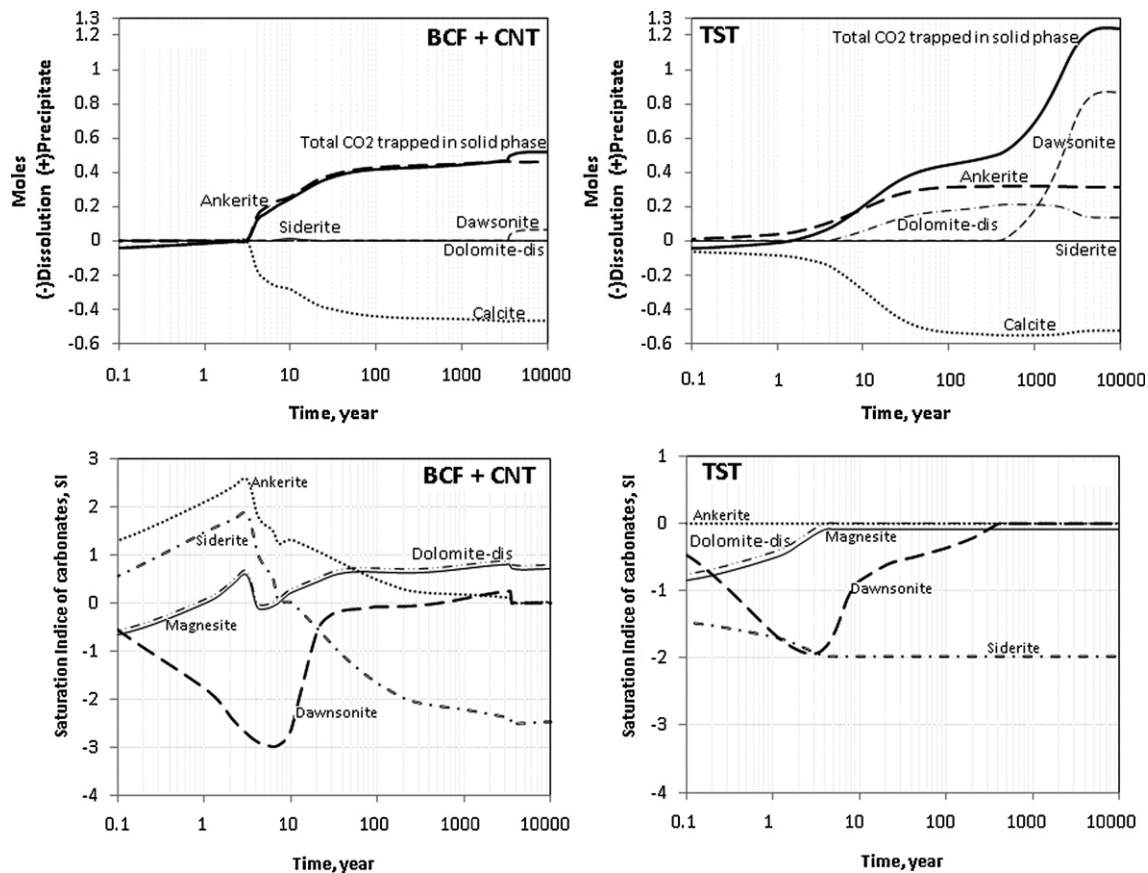 BCF + CNT
Moles
(-)Dissolution (+)Precipitate
1.3
1.2
1
0.8
0.6
0.4
0.2
0
-0.2
-0.4
-0.6
Total CO2 trapped in solid phase
Ankerite
Siderite
Dawsonite
Dolomite-dis
Calcite
0.1 1 10 100 1000 10000
Time, year
TST
Moles
(-)Dissolution (+)Precipitate
1.3
1.2
1
0.8
0.6
0.4
0.2
0
-0.2
-0.4
-0.6
Total CO2 trapped in solid phase
Dawsonite
Ankerite
Dolomite-dis
Siderite
Calcite
0.1 1 10 100 1000 10000
Time, year
BCF + CNT
Saturation Indice of carbonates, SI
3
2
1
0
-1
-2
-3
-4
Ankerite
Siderite
Dolomite-dis
Magnesite
Dawnsonite
0.1 1 10 100 1000 10000
Time, year
TST
Saturation Indice of carbonates, SI
1
0
-1
-2
-3
-4
Ankerite
Dolomite-dis
Magnesite
Dawnsonite
Siderite
0.1 1 10 100 1000 10000
Time, year